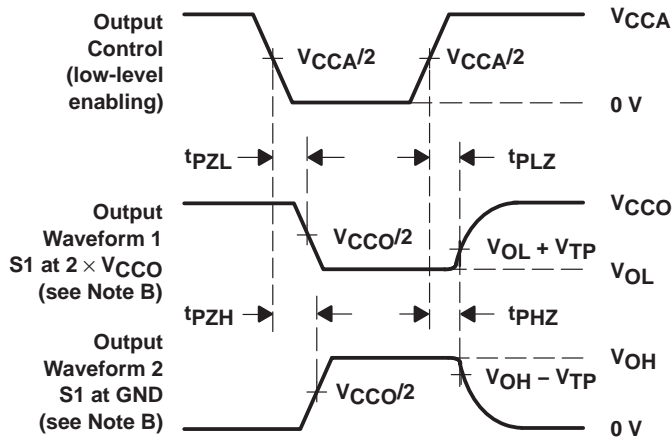 Output
Control
(low-level
enabling)
VCCA/2
VCCA/2
VCCA
0 V
tPZL
tPLZ
Output
Waveform 1
S1 at 2 × VCCO
(see Note B)
VCCO/2
VCCO
VOL + VTP
VOL
tPZH
tPHZ
Output
Waveform 2
S1 at GND
(see Note B)
VCCO/2
VOH
VOH − VTP
0 V